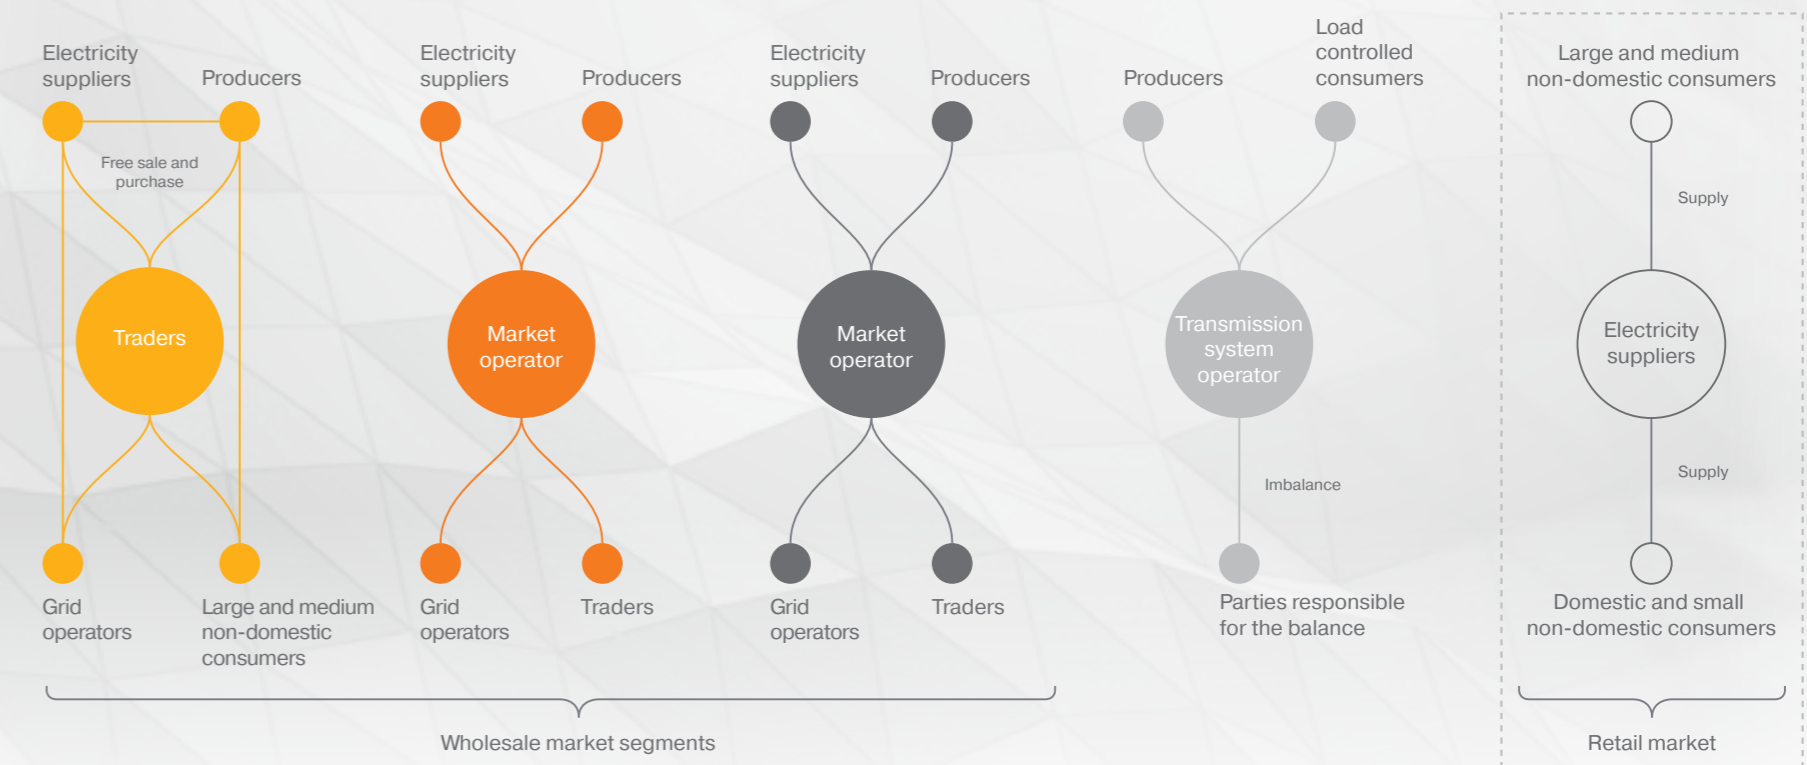 Electricity
suppliers
Producers
Free sale and
purchase
Traders
Grid
operators
Large and medium
non-domestic
consumers
Electricity
suppliers
Producers
Market
operator
Grid
operators
Traders
Electricity
suppliers
Producers
Market
operator
Grid
operators
Traders
Wholesale market segments
Producers
Load
controlled
consumers
Transmission
system
operator
Imbalance
Parties responsible
for the balance
Large and medium
non-domestic consumers
Supply
Electricity
suppliers
Supply
Domestic and small
non-domestic consumers
Retail market